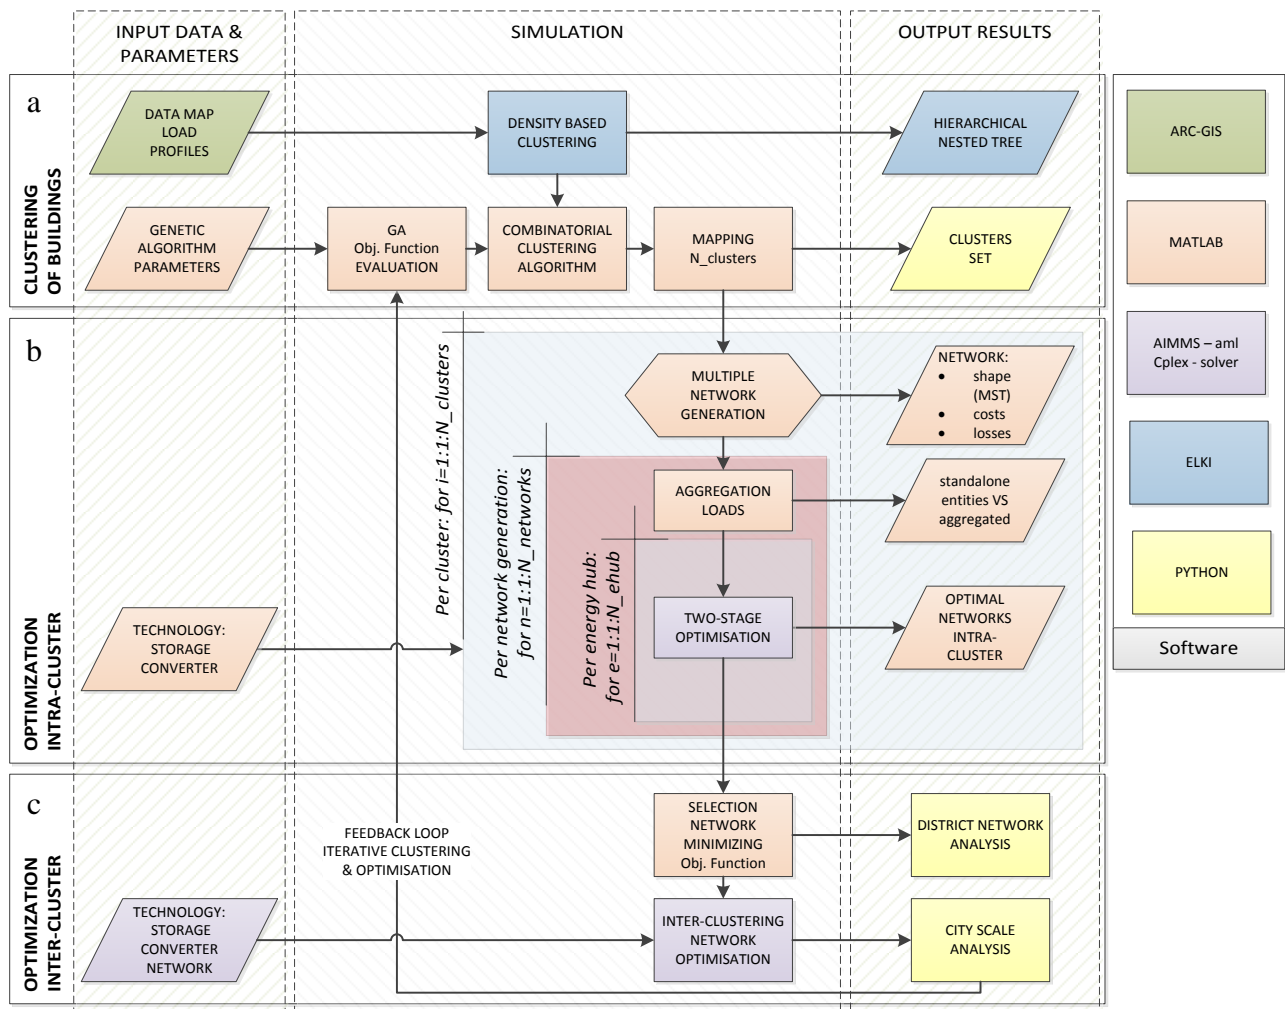 INPUT DATA &
PARAMETERS
SIMULATION
OUTPUT RESULTS
a
CLUSTERING
OF BUILDINGS
DATA MAP
LOAD
PROFILES
DENSITY BASED
CLUSTERING
HIERARCHICAL
NESTED TREE
GENETIC
ALGORITHM
PARAMETERS
GA
Obj. Function
EVALUATION
COMBINATORIAL
CLUSTERING
ALGORITHM
MAPPING
N_clusters
CLUSTERS
SET
b
OPTIMIZATION
INTRA-CLUSTER
Per cluster: for i=1:1:N_clusters
MULTIPLE
NETWORK
GENERATION
NETWORK:
• shape
(MST)
• costs
• losses
Per network generation:
for n=1:1:N_networks
AGGREGATION
LOADS
standalone
entities VS
aggregated
Per energy hub:
for e=1:1:N_ehub
TECHNOLOGY:
STORAGE
CONVERTER
TWO-STAGE
OPTIMISATION
OPTIMAL
NETWORKS
INTRA-
CLUSTER
c
OPTIMIZATION
INTER-CLUSTER
FEEDBACK LOOP
ITERATIVE CLUSTERING
& OPTIMISATION
SELECTION
NETWORK
MINIMIZING
Obj. Function
DISTRICT NETWORK
ANALYSIS
TECHNOLOGY:
STORAGE
CONVERTER
NETWORK
INTER-CLUSTERING
NETWORK
OPTIMISATION
CITY SCALE
ANALYSIS
ARC-GIS
MATLAB
AIMMS – aml
Cplex - solver
ELKI
PYTHON
Software